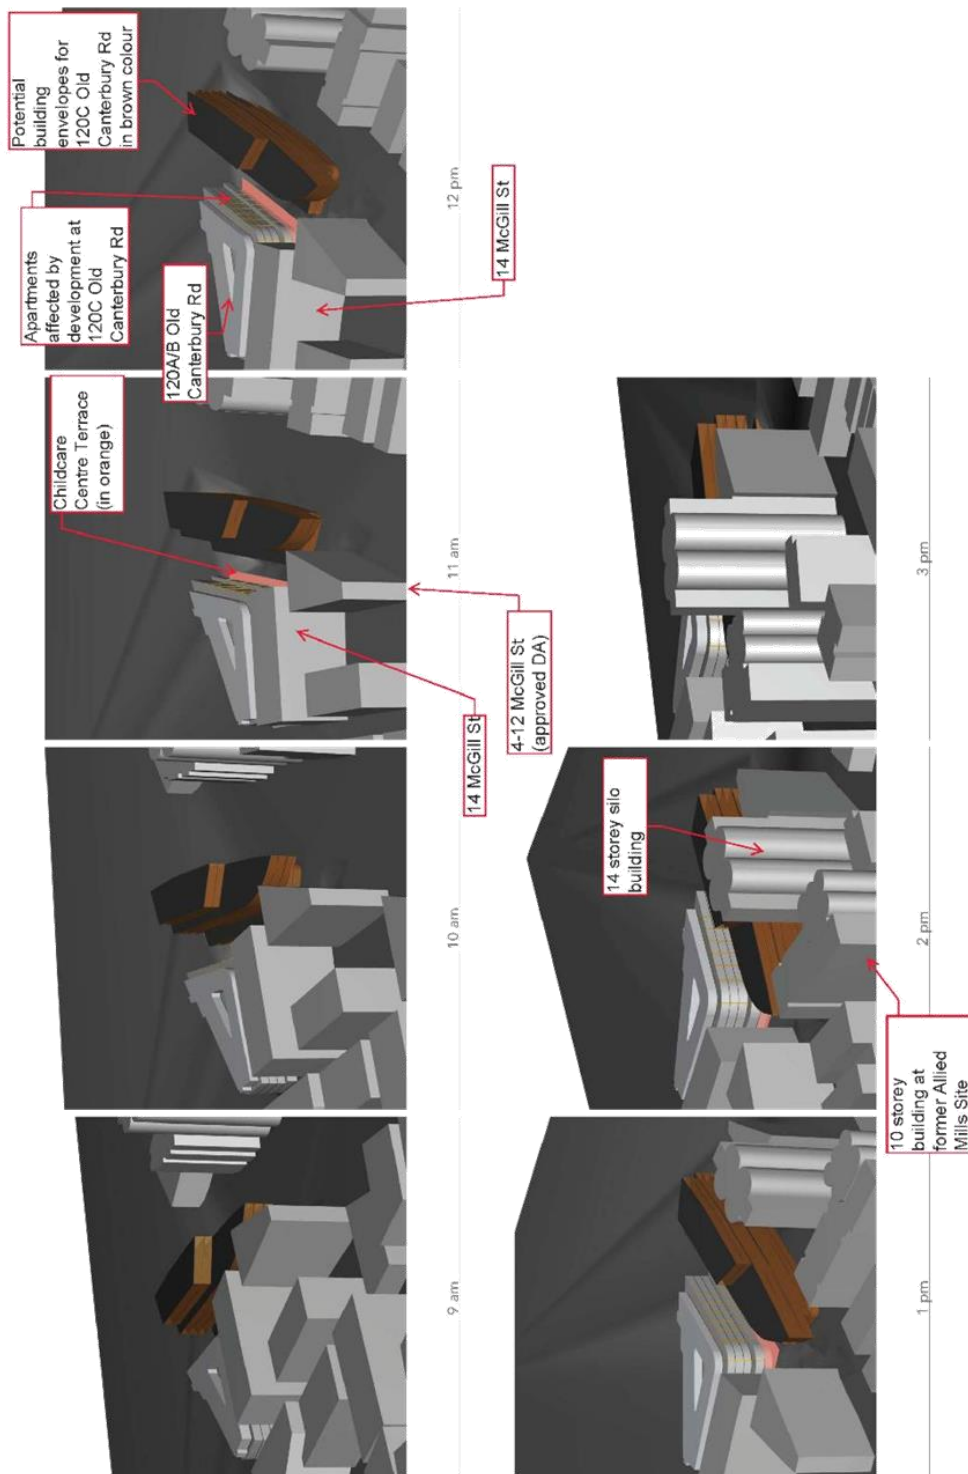 Potential
building
envelopes for
120C Old
Canterbury Rd
in brown colour
Apartments
affected by
development at
120C Old
Canterbury Rd
120A/B Old
Canterbury Rd
Childcare
Centre Terrace
(in orange)
9 am
10 am
11 am
12 pm
14 McGill St
4-12 McGill St
(approved DA)
14 McGill St
14 storey silo
building
1 pm
2 pm
3 pm
10 storey
building at
former Allied
Mills Site